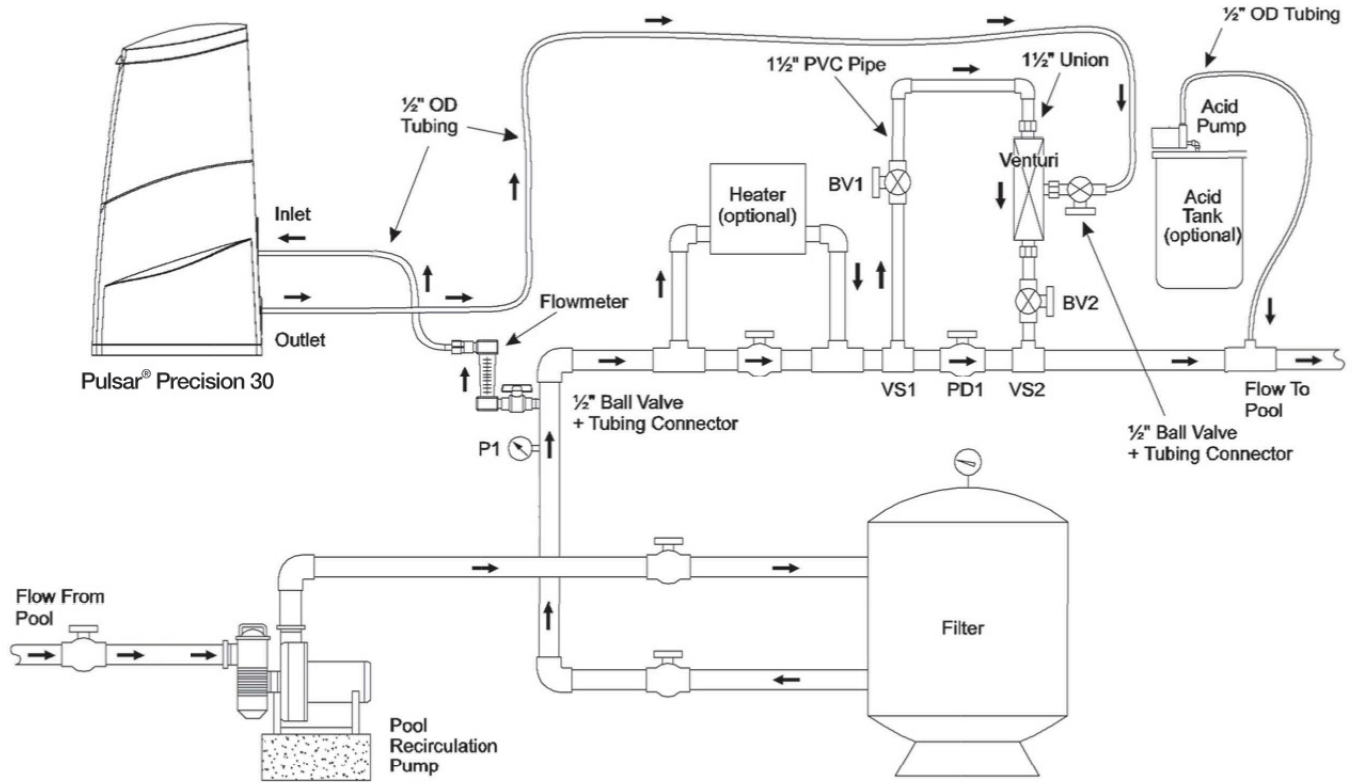 ½" OD Tubing
1½" PVC Pipe
1½" Union
½" OD
Tubing
Acid
Pump
Venturi
BV1
Heater
(optional)
Acid
Tank
(optional)
Inlet
Flowmeter
BV2
Outlet
Pulsar® Precision 30
½" Ball Valve
+ Tubing Connector
VS1
PD1
VS2
Flow To
Pool
P1
½" Ball Valve
+ Tubing Connector
Flow From
Pool
Filter
Pool
Recirculation
Pump